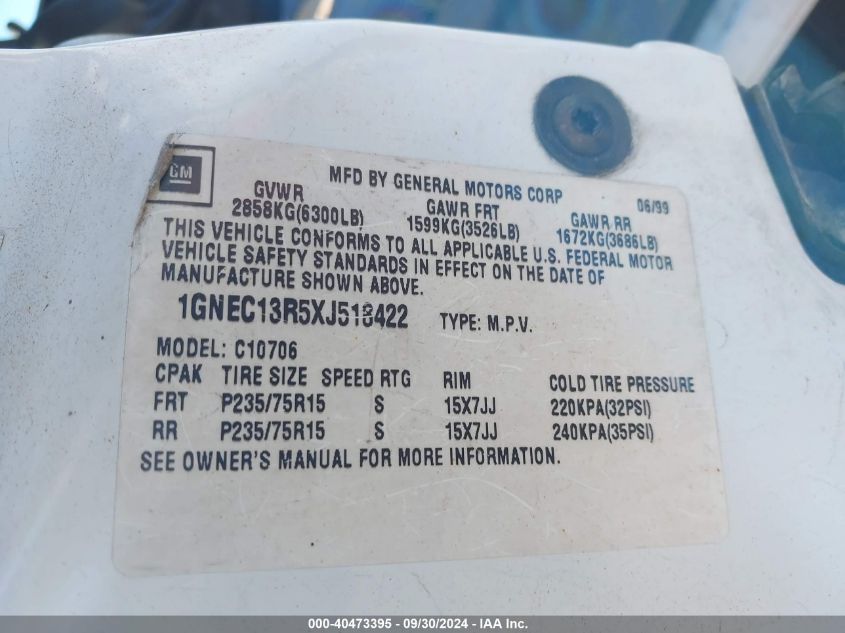 GM
MFD BY GENERAL MOTORS CORP 06/99
GVWR GAWR FRT GAWR RR
2858KG(6300LB) 1599KG(3526LB) 1672KG(3686LB)
THIS VEHICLE CONFORMS TO ALL APPLICABLE U.S. FEDERAL MOTOR
VEHICLE SAFETY STANDARDS IN EFFECT ON THE DATE OF
MANUFACTURE SHOWN ABOVE.
1GNEC13R5XJ518422 TYPE: M.P.V.
MODEL: C10706
CPAK TIRE SIZE SPEED RTG RIM COLD TIRE PRESSURE
FRT P235/75R15 S 15X7JJ 220KPA(32PSI)
RR P235/75R15 S 15X7JJ 240KPA(35PSI)
SEE OWNER'S MANUAL FOR MORE INFORMATION.
000-40473395 - 09/30/2024 - IAA Inc.